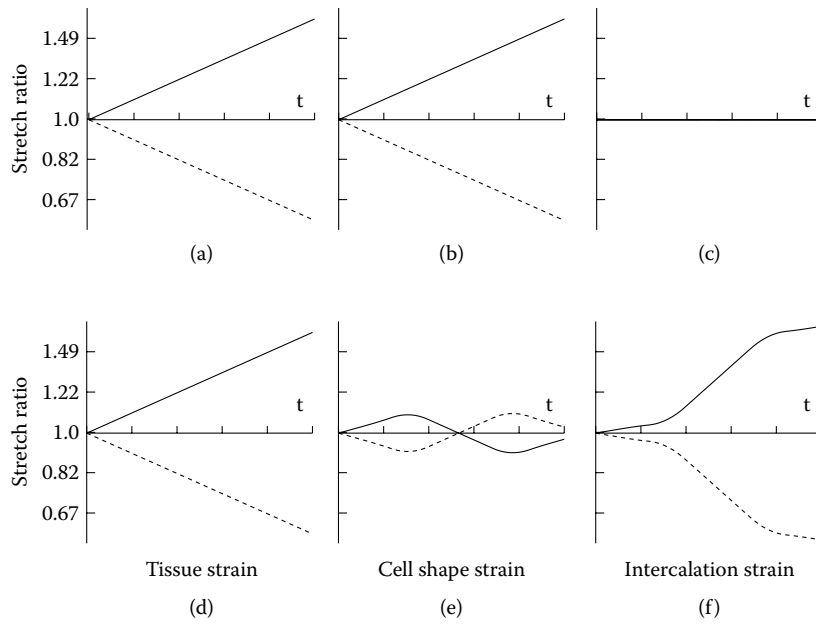 Stretch ratio
1.49
1.22
1.0
0.82
0.67
t
t
t
(a)
(b)
(c)
Stretch ratio
1.49
1.22
1.0
0.82
0.67
t
t
t
Tissue strain
Cell shape strain
Intercalation strain
(d)
(e)
(f)